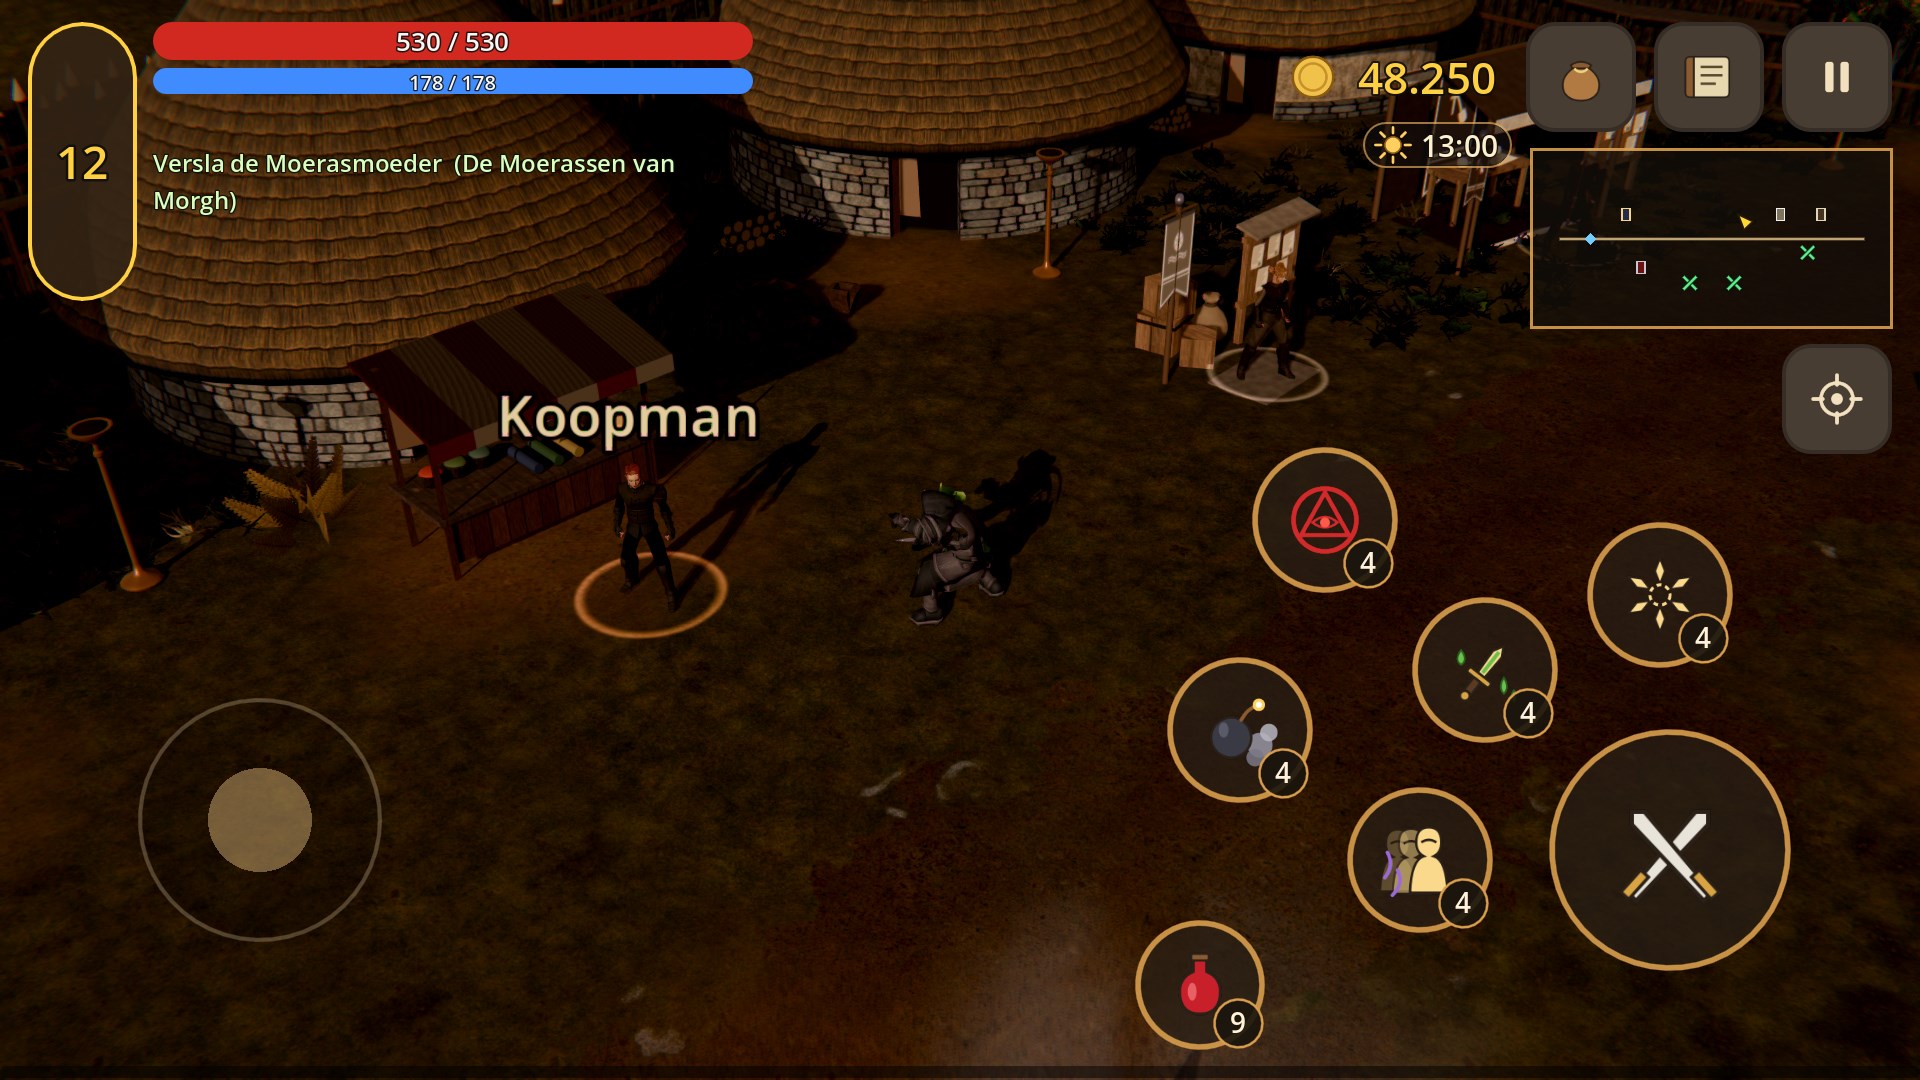 530 / 530
178 / 178
12
Versla de Moerasmoeder (De Moerassen van
Morgh)
48.250
13:00
Koopman
4
4
4
4
4
9